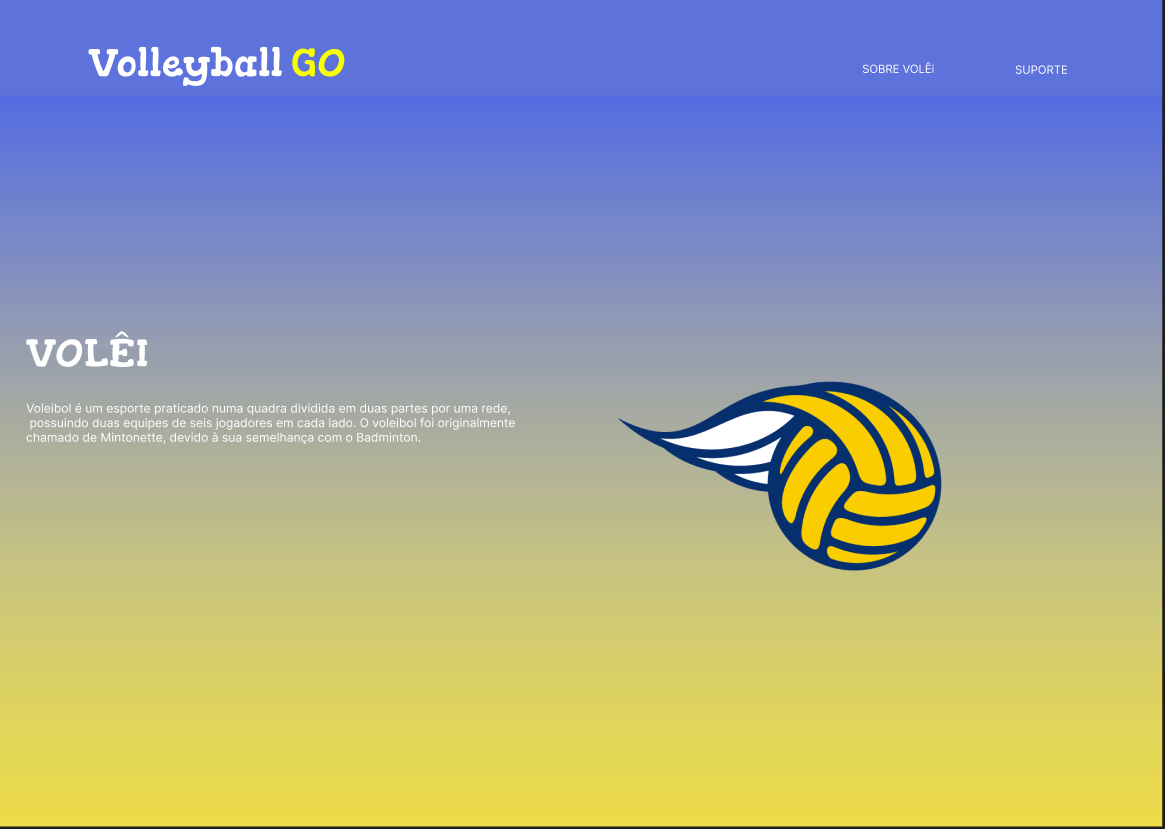 Volleyball GO
SOBRE VOLÊi
SUPORTE
VOLÊI
Voleibol é um esporte praticado numa quadra dividida em duas partes por uma rede,
possuindo duas equipes de seis jogadores em cada lado. O voleibol foi originalmente
chamado de Mintonette, devido à sua semelhança com o Badminton.